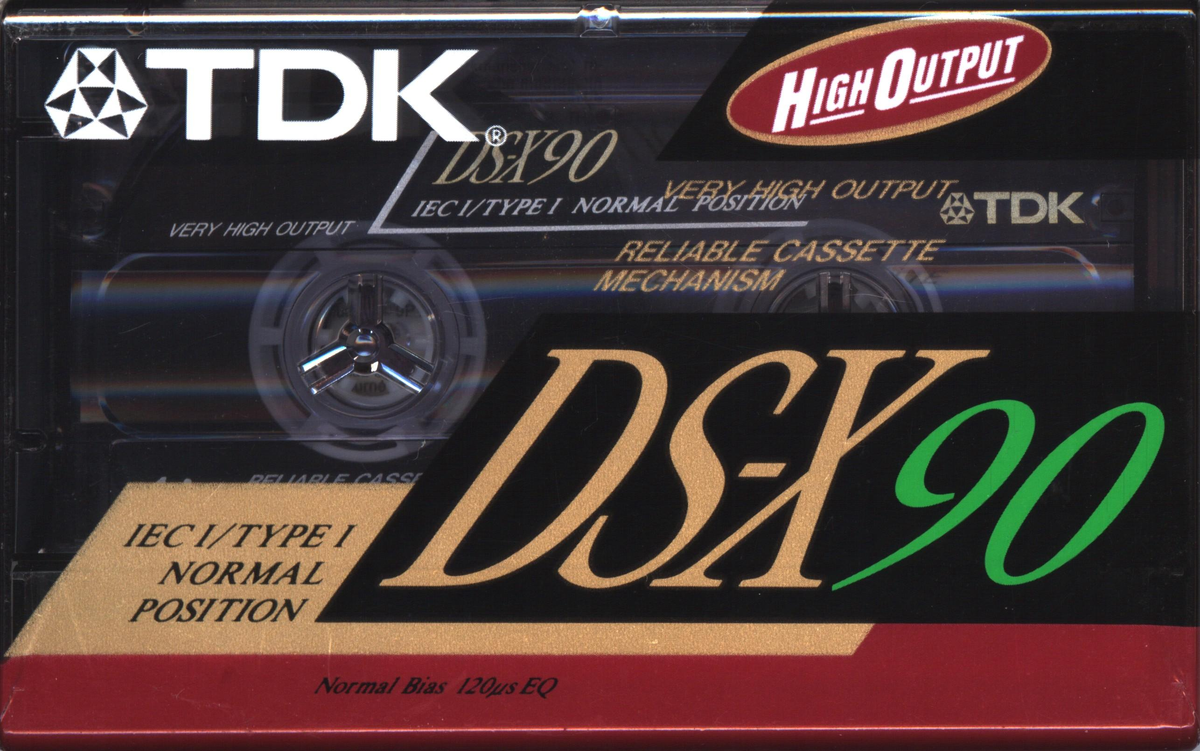 TDK®
HIGH OUTPUT
DS-X90
IEC I/TYPE I NORMAL POSITION
VERY HIGH OUTPUT
TDK
VERY HIGH OUTPUT
RELIABLE CASSETTE
MECHANISM
DS-X90
RELIABLE
IEC I/TYPE I
NORMAL
POSITION
Normal Bias 120µs EQ